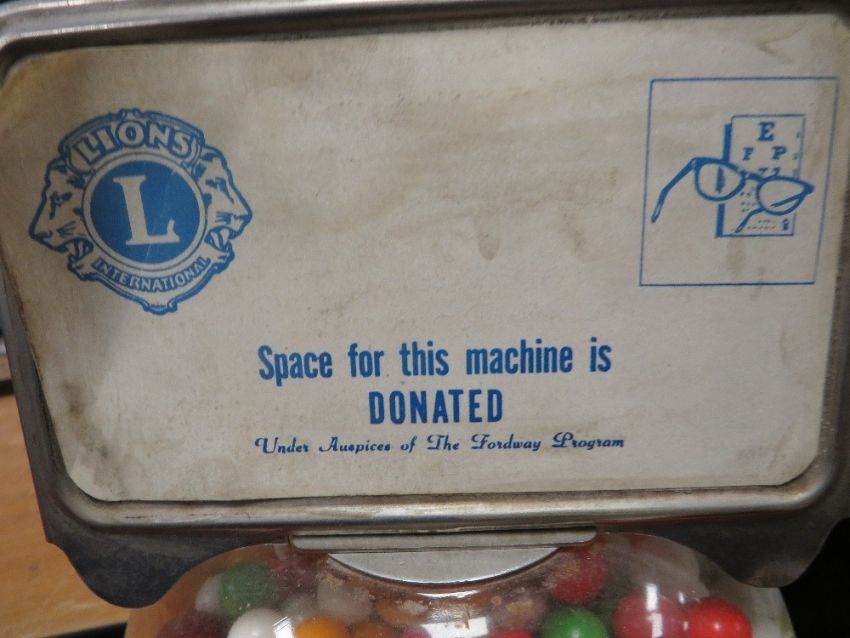 LIONS
L
INTERNATIONAL
E
F P
Space for this machine is
DONATED
Under Auspices of The Fordway Program